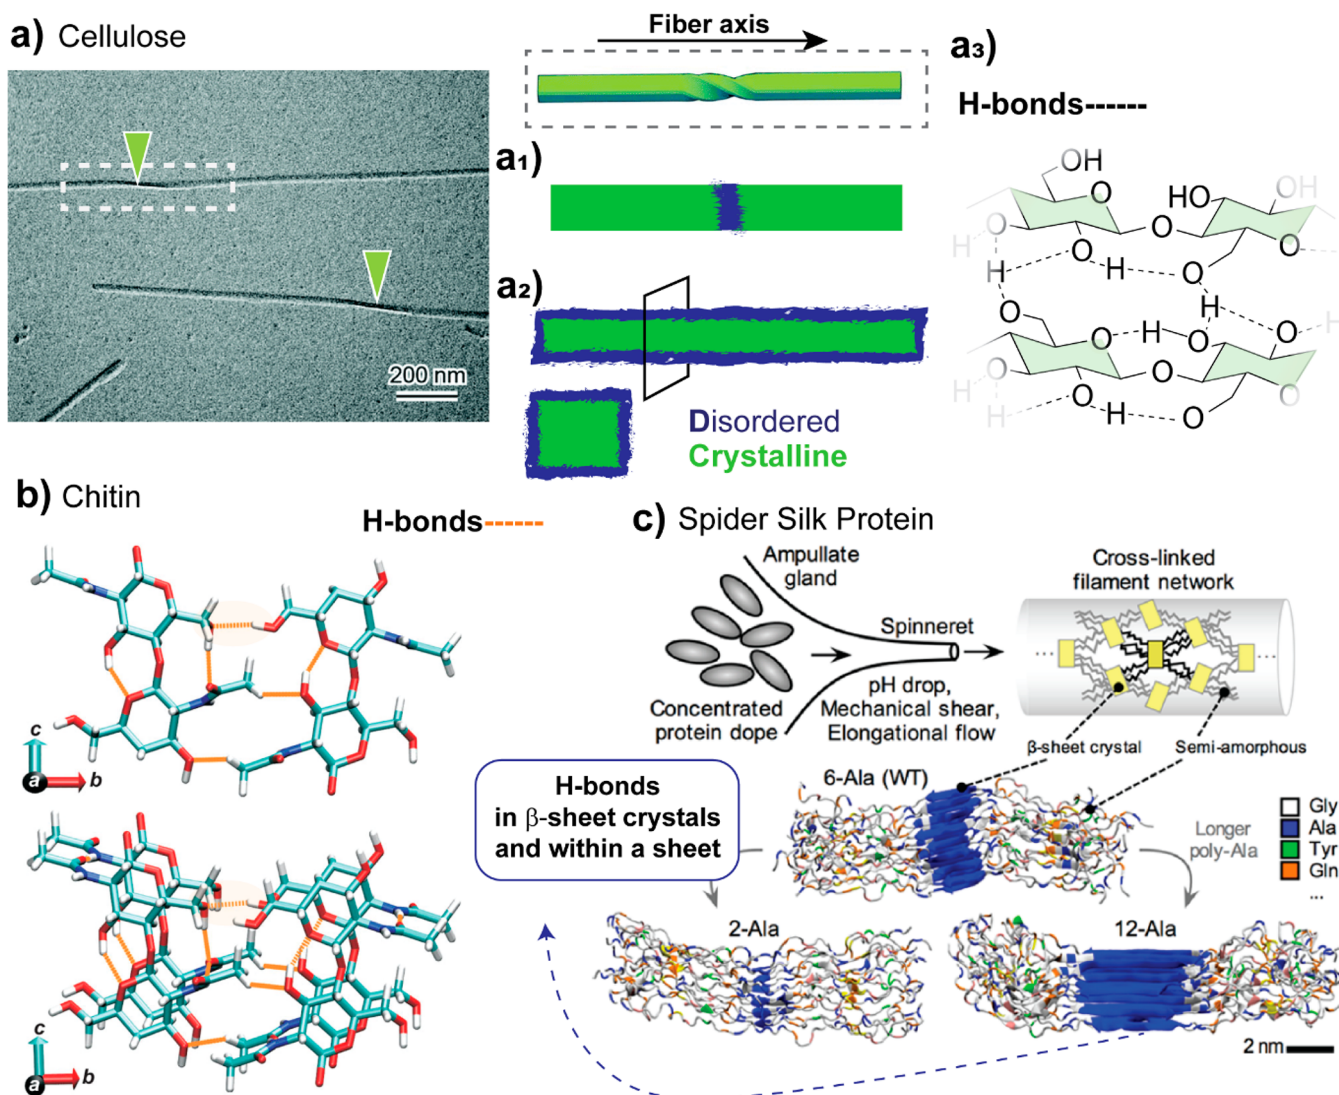 a) Cellulose
200 nm
Fiber axis
a1)
a2)
Disordered
Crystalline
a3)
H-bonds------
OH
O
HO
OH
O
O
O
H
H
O
H
O
H
O
O
H
O
H
O
O
H
O
O
H
H
O
H
O
O
b) Chitin
H-bonds------
c
a
b
c
a
b
c) Spider Silk Protein
Ampullate
gland
Spinneret
Concentrated
protein dope
pH drop,
Mechanical shear,
Elongational flow
Cross-linked
filament network
...
...
β-sheet crystal
Semi-amorphous
6-Ala (WT)
H-bonds
in β-sheet crystals
and within a sheet
Longer
poly-Ala
Gly
Ala
Tyr
Gln
...
2-Ala
12-Ala
2 nm